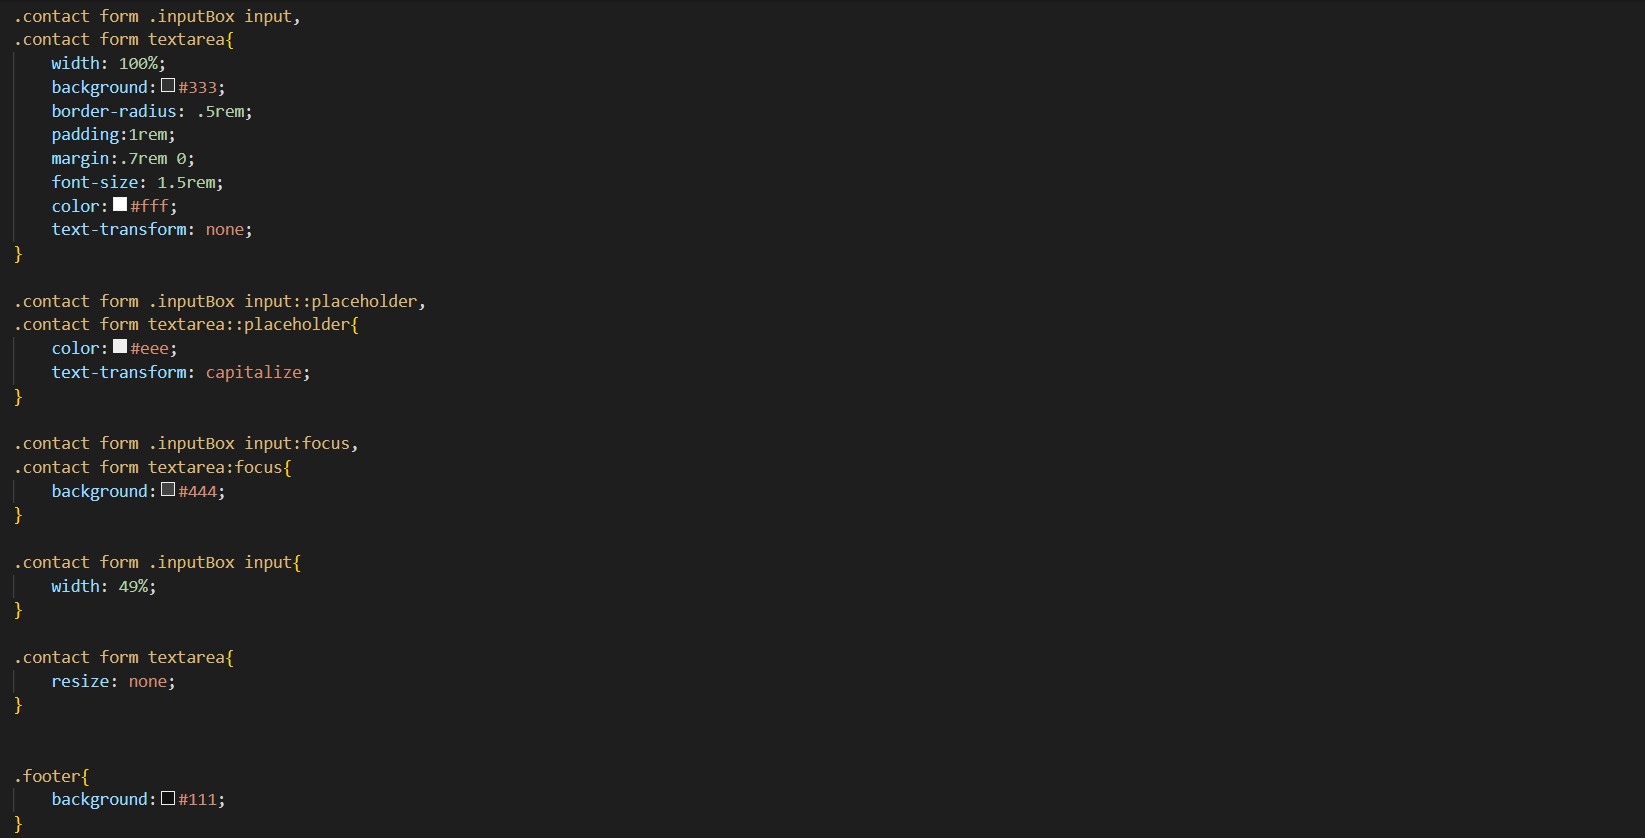 .contact form .inputBox input,
.contact form textarea{
    width: 100%;
    background: #333;
    border-radius: .5rem;
    padding:1rem;
    margin:.7rem 0;
    font-size: 1.5rem;
    color: #fff;
    text-transform: none;
}

.contact form .inputBox input::placeholder,
.contact form textarea::placeholder{
    color: #eee;
    text-transform: capitalize;
}

.contact form .inputBox input:focus,
.contact form textarea:focus{
    background: #444;
}

.contact form .inputBox input{
    width: 49%;
}

.contact form textarea{
    resize: none;
}


.footer{
    background: #111;
}